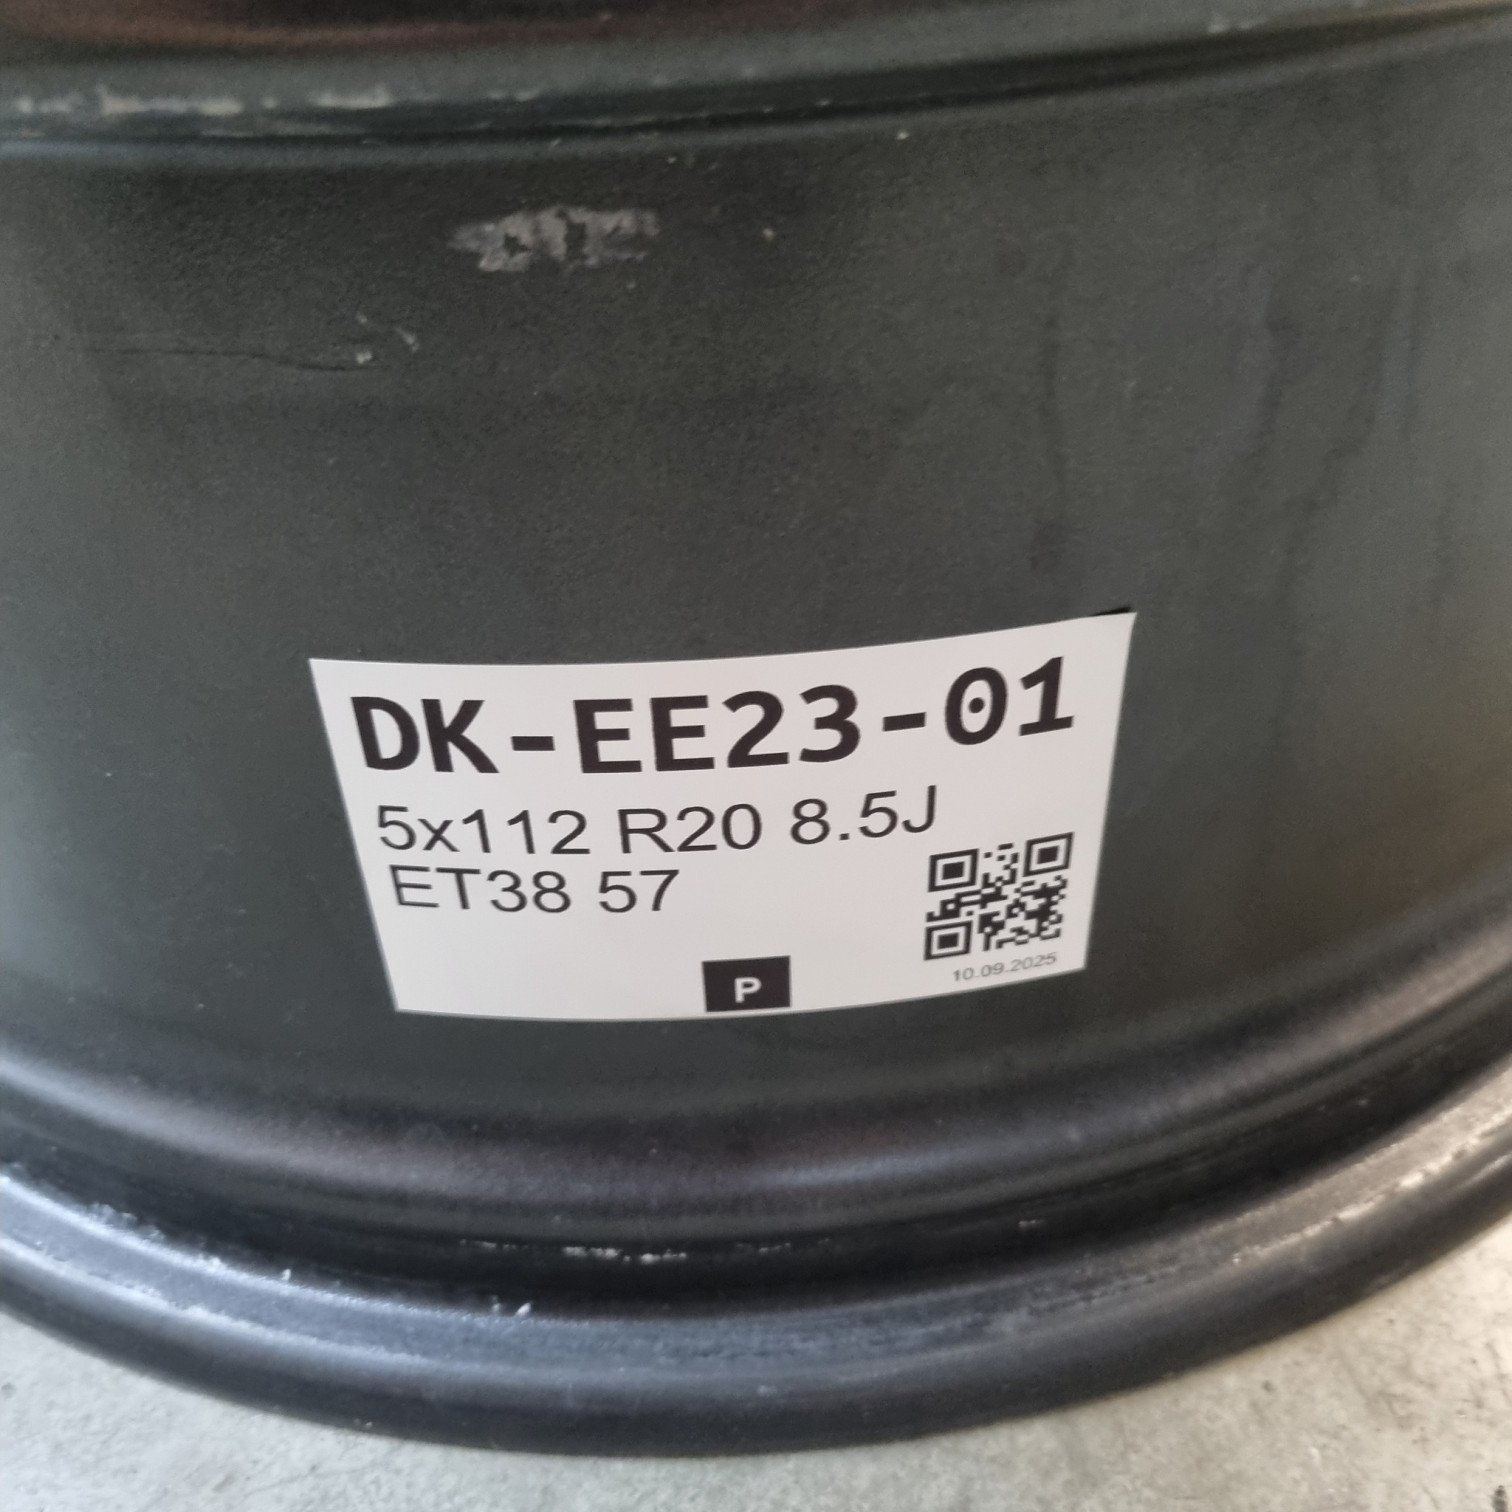 DK-EE23-01
5x112 R20 8.5J
ET38 57
P
10.09.2025